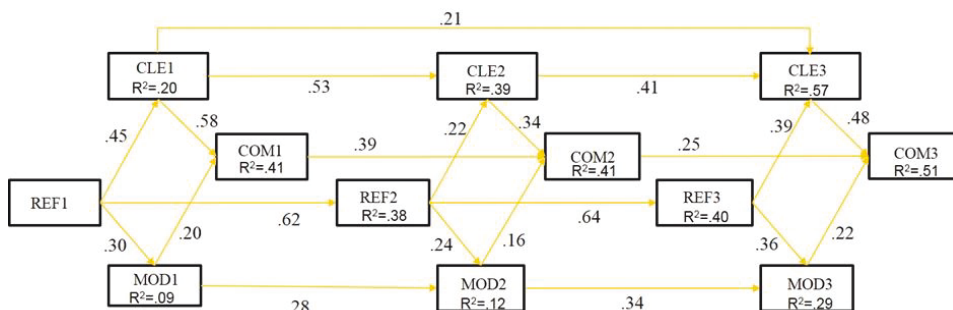 .21
CLE1
R²=.20
CLE2
R²=.39
CLE3
R²=.57
.53
.41
.45
.58
.22
.34
.39
.48
COM1
R²=.41
.39
COM2
R²=.41
.25
COM3
R²=.51
REF1
REF2
R²=.38
REF3
R²=.40
.62
.64
.30
.20
.24
.16
.36
.22
MOD1
R²=.09
MOD2
R²=.12
MOD3
R²=.29
.28
.34